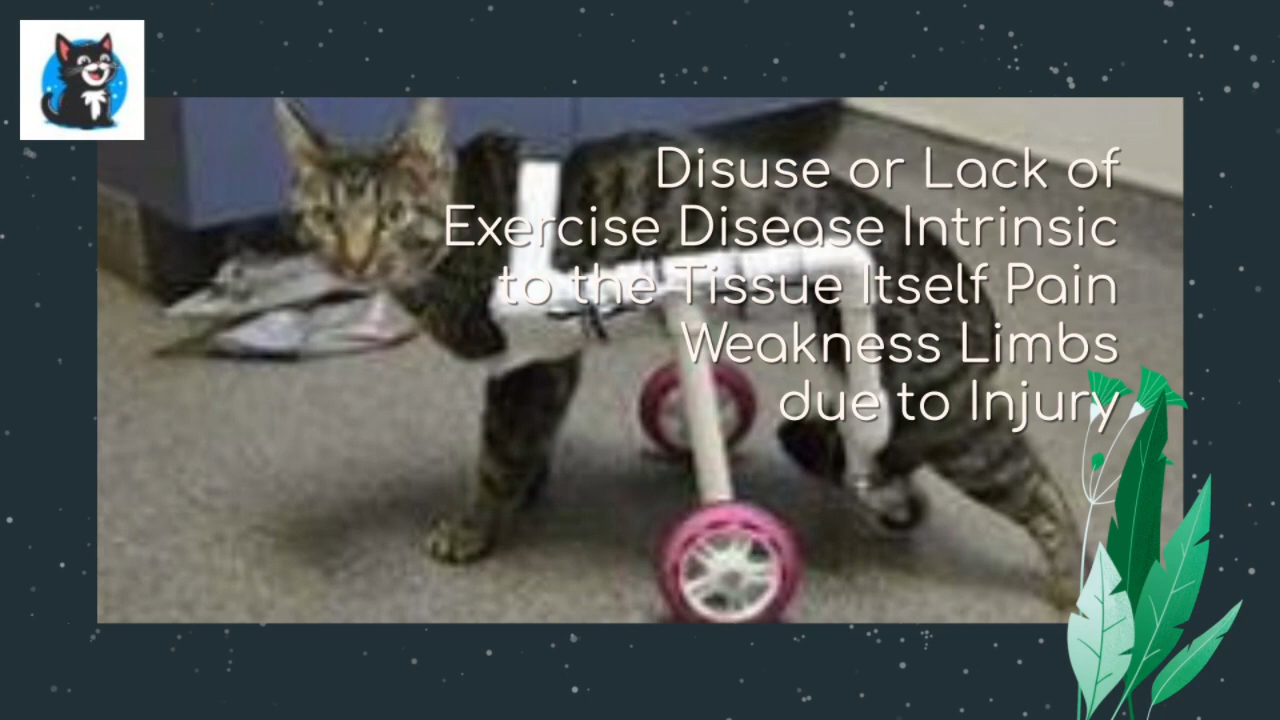 Disuse or Lack of
Exercise Disease Intrinsic
to the Tissue Itself Pain
Weakness Limbs
due to Injury